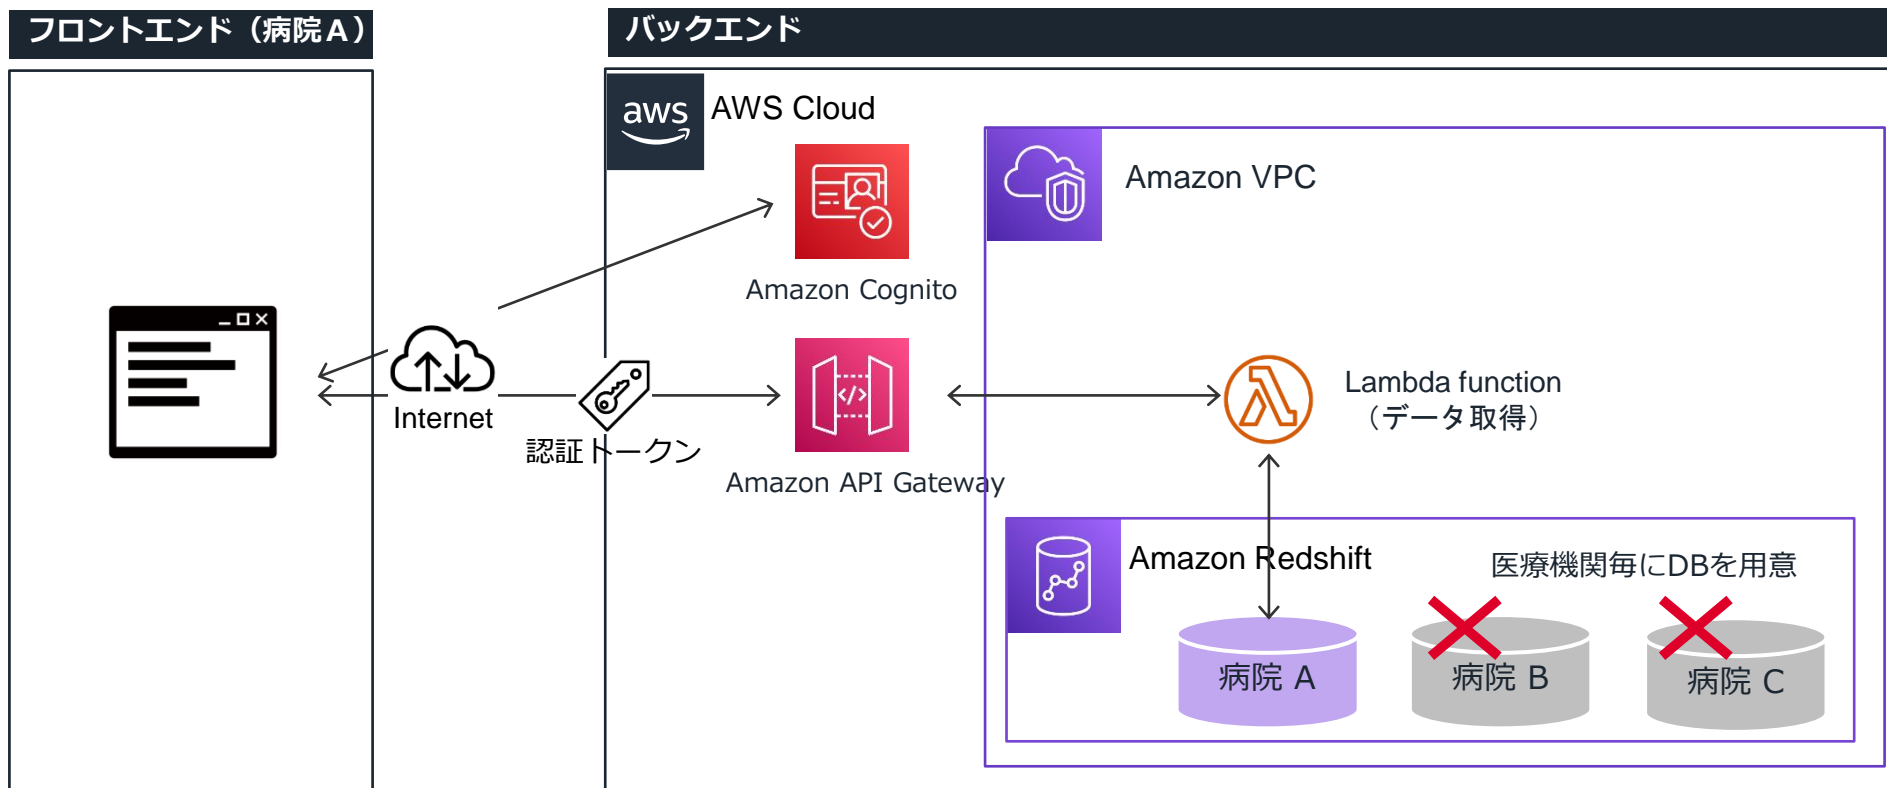 フロントエンド（病院A）
バックエンド
aws
AWS Cloud
Amazon VPC
Amazon Cognito
Internet
認証トークン
Amazon API Gateway
Lambda function
（データ取得）
Amazon Redshift
医療機関毎にDBを用意
病院 A
病院 B
病院 C